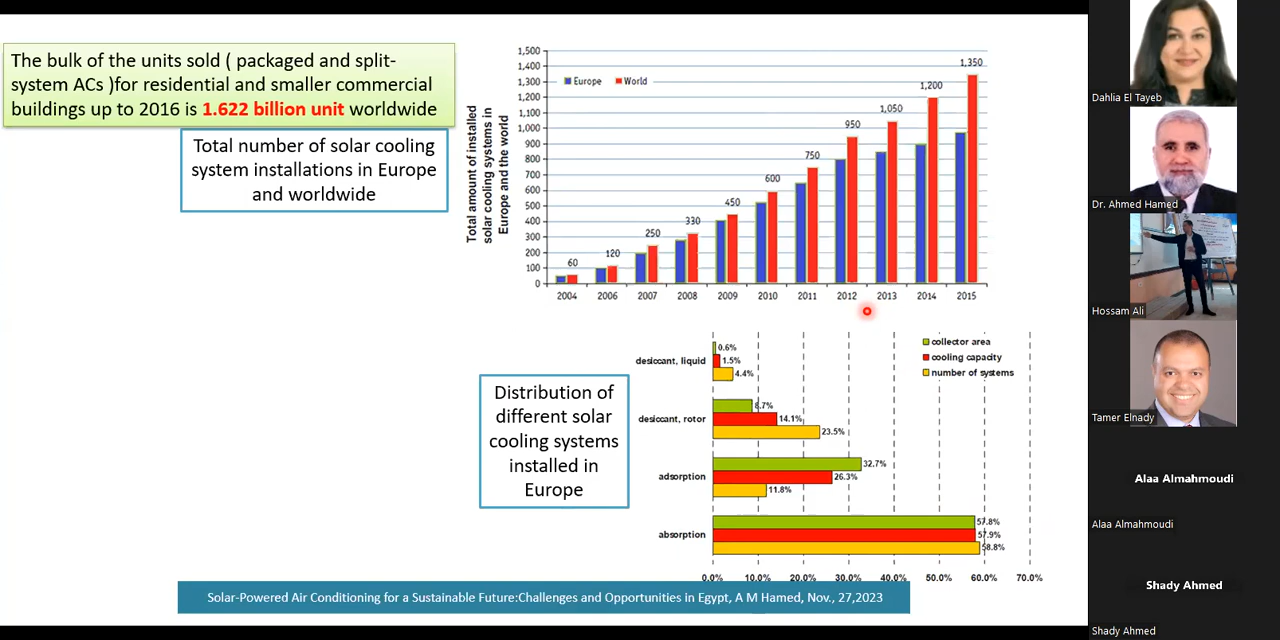 The bulk of the units sold ( packaged and split-
system ACs )for residential and smaller commercial
buildings up to 2016 is 1.622 billion unit worldwide
Total number of solar cooling
system installations in Europe
and worldwide
Total amount of installed
solar cooling systems in
Europe and the world
1,500
1,400
1,300
1,200
1,100
1,000
900
800
700
600
500
400
300
200
100
0
Europe World
60
120
250
330
450
600
750
950
1,050
1,200
1,350
2004 2006 2007 2008 2009 2010 2011 2012 2013 2014 2015
Distribution of
different solar
cooling systems
installed in
Europe
collector area
cooling capacity
number of systems
desiccant, liquid
0.6%
1.5%
4.4%
desiccant, rotor
8.7%
14.1%
23.5%
adsorption
32.7%
26.3%
11.8%
absorption
57.8%
57.9%
58.8%
0.0% 10.0% 20.0% 30.0% 40.0% 50.0% 60.0% 70.0%
Solar-Powered Air Conditioning for a Sustainable Future:Challenges and Opportunities in Egypt, A M Hamed, Nov., 27,2023
Dahlia El Tayeb
Dr. Ahmed Hamed
Hossam Ali
Tamer Elnady
Alaa Almahmoudi
Alaa Almahmoudi
Shady Ahmed
Shady Ahmed